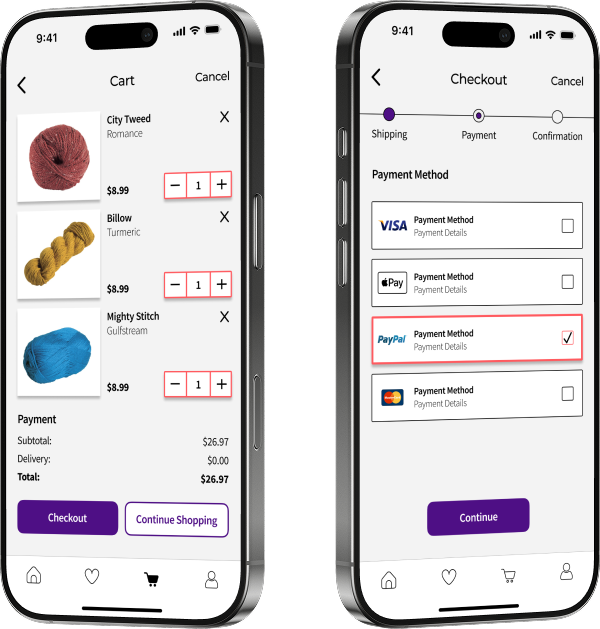 9:41
Cart
Cancel
City Tweed
X
Romance
$8.99
1
Billow
X
Turmeric
$8.99
1
Mighty Stitch
X
Gulfstream
$8.99
1
Payment
Subtotal: $26.97
Delivery: $0.00
Total: $26.97
Checkout
Continue Shopping
9:41
Checkout
Cancel
Shipping
Payment
Confirmation
Payment Method
VISA
Payment Method
Payment Details
Pay
Payment Method
Payment Details
PayPal
Payment Method
Payment Details
Payment Method
Payment Details
Continue